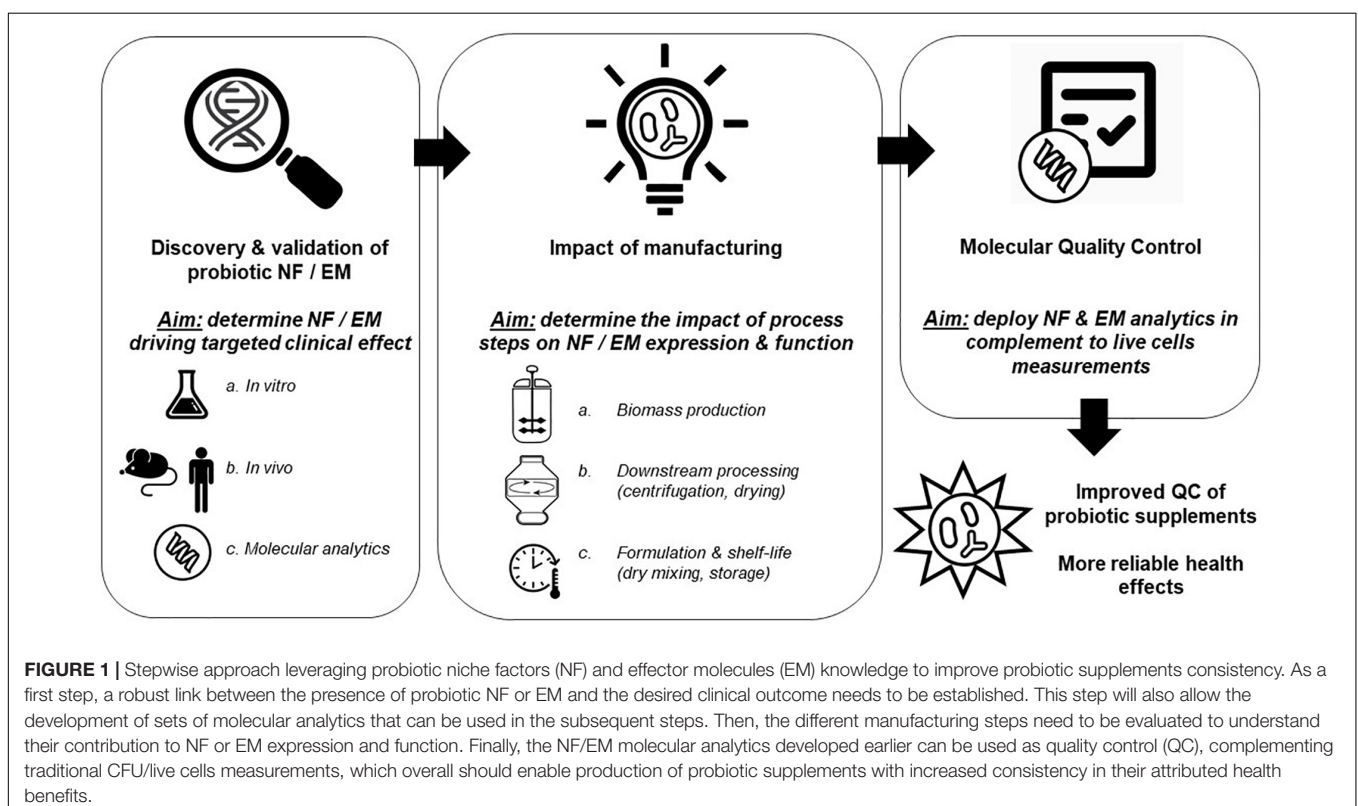 Discovery & validation of
probiotic NF / EM
Aim: determine NF / EM
driving targeted clinical effect
a. In vitro
b. In vivo
c. Molecular analytics
Impact of manufacturing
Aim: determine the impact of process
steps on NF / EM expression & function
a. Biomass production
b. Downstream processing
(centrifugation, drying)
c. Formulation & shelf-life
(dry mixing, storage)
Molecular Quality Control
Aim: deploy NF & EM analytics in
complement to live cells
measurements
Improved QC of
probiotic supplements
More reliable health
effects
FIGURE 1 | Stepwise approach leveraging probiotic niche factors (NF) and effector molecules (EM) knowledge to improve probiotic supplements consistency. As a
first step, a robust link between the presence of probiotic NF or EM and the desired clinical outcome needs to be established. This step will also allow the
development of sets of molecular analytics that can be used in the subsequent steps. Then, the different manufacturing steps need to be evaluated to understand
their contribution to NF or EM expression and function. Finally, the NF/EM molecular analytics developed earlier can be used as quality control (QC), complementing
traditional CFU/live cells measurements, which overall should enable production of probiotic supplements with increased consistency in their attributed health
benefits.